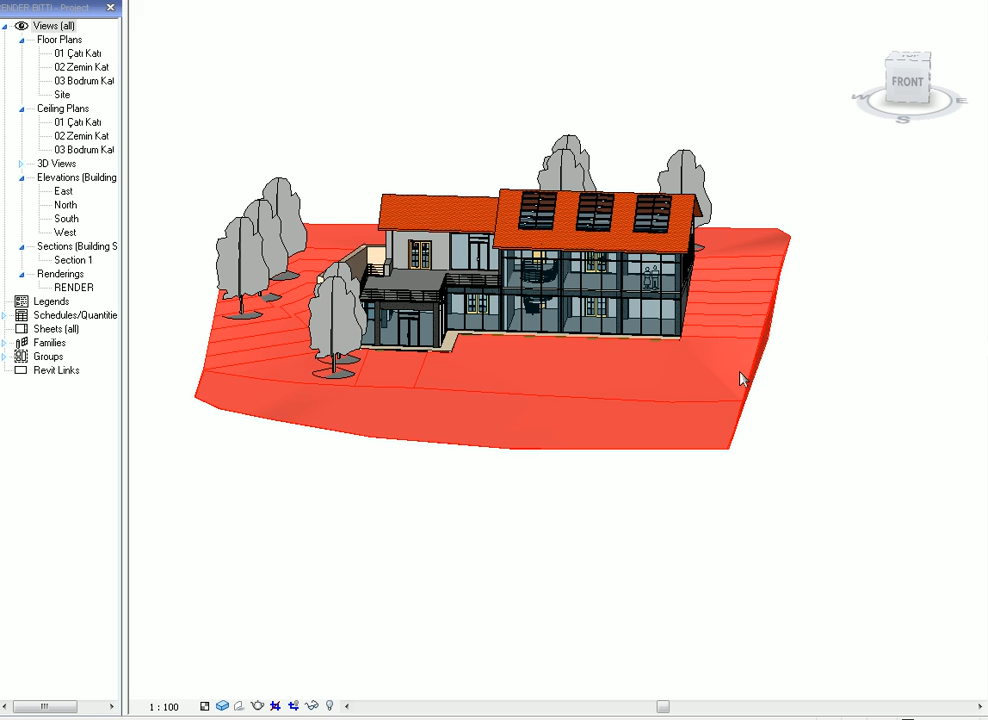 RENDER BITTI - Project
Views (all)
Floor Plans
01 Çatı Katı
02 Zemin Kat
03 Bodrum Kat
Site
Ceiling Plans
01 Çatı Katı
02 Zemin Kat
03 Bodrum Kat
3D Views
Elevations (Building
East
North
South
West
Sections (Building S
Section 1
Renderings
RENDER
Legends
Schedules/Quantitie
Sheets (all)
Families
Groups
Revit Links
TOP
FRONT
W
E
S
1 : 100